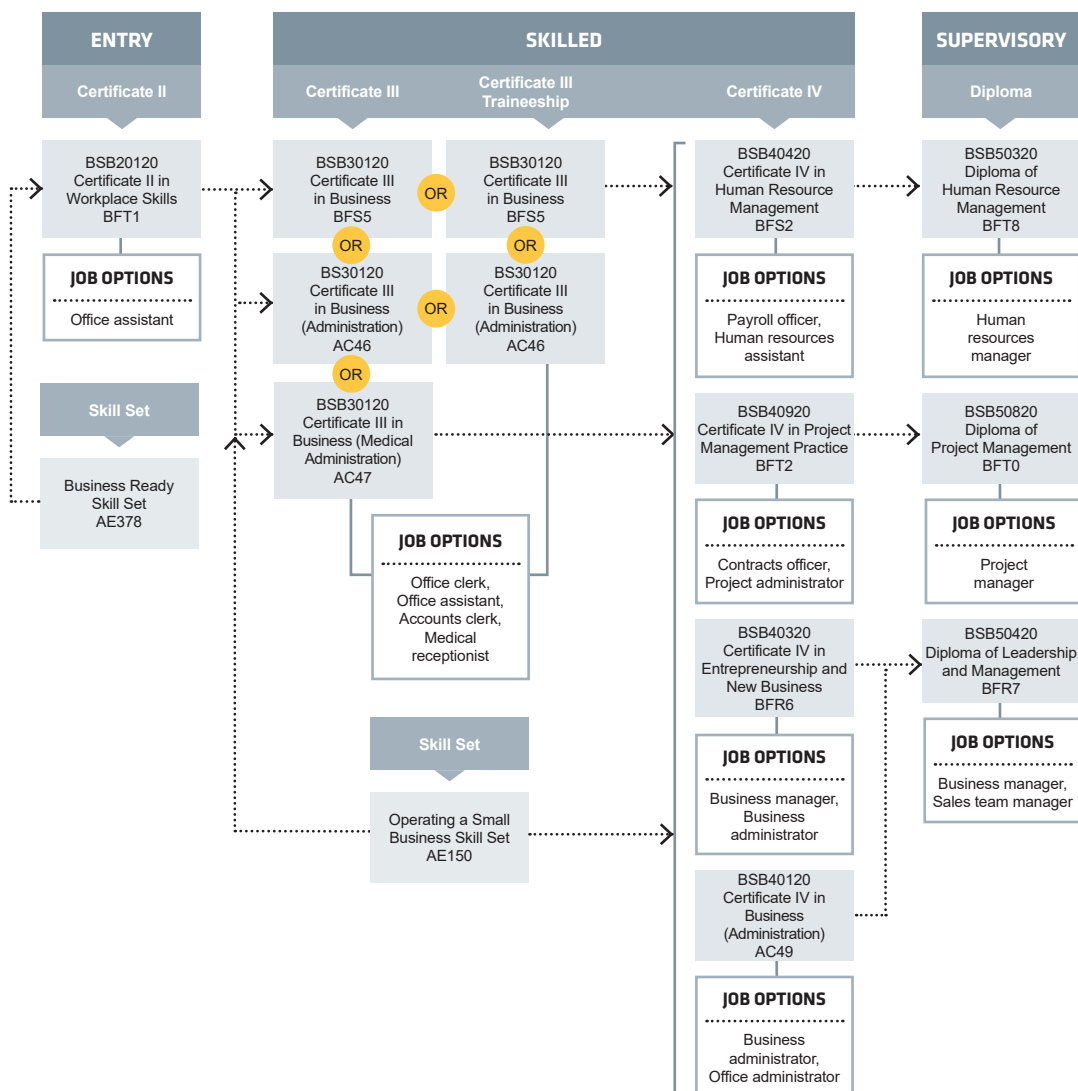 ENTRY
Certificate II
BSB20120
Certificate II in
Workplace Skills
BFT1
JOB OPTIONS
Office assistant
Skill Set
Business Ready
Skill Set
AE378
SKILLED
Certificate III
BSB30120
Certificate III
in Business
BFS5
OR
BS30120
Certificate III
in Business
(Administration)
AC46
OR
BSB30120
Certificate III in
Business (Medical
Administration)
AC47
OR
Certificate III
Traineeship
BSB30120
Certificate III
in Business
BFS5
OR
OR
BS30120
Certificate III
in Business
(Administration)
AC46
JOB OPTIONS
Office clerk,
Office assistant,
Accounts clerk,
Medical
receptionist
Skill Set
Operating a Small
Business Skill Set
AE150
Certificate IV
BSB40420
Certificate IV in
Human Resource
Management
BFS2
JOB OPTIONS
Payroll officer,
Human resources
assistant
BSB40920
Certificate IV in Project
Management Practice
BFT2
JOB OPTIONS
Contracts officer,
Project administrator
BSB40320
Certificate IV in
Entrepreneurship and
New Business
BFR6
JOB OPTIONS
Business manager,
Business
administrator
BSB40120
Certificate IV in
Business
(Administration)
AC49
JOB OPTIONS
Business
administrator,
Office administrator
SUPERVISORY
Diploma
BSB50320
Diploma of
Human Resource
Management
BFT8
JOB OPTIONS
Human
resources
manager
BSB50820
Diploma of
Project Management
BFT0
JOB OPTIONS
Project
manager
BSB50420
Diploma of Leadership
and Management
BFR7
JOB OPTIONS
Business manager,
Sales team manager